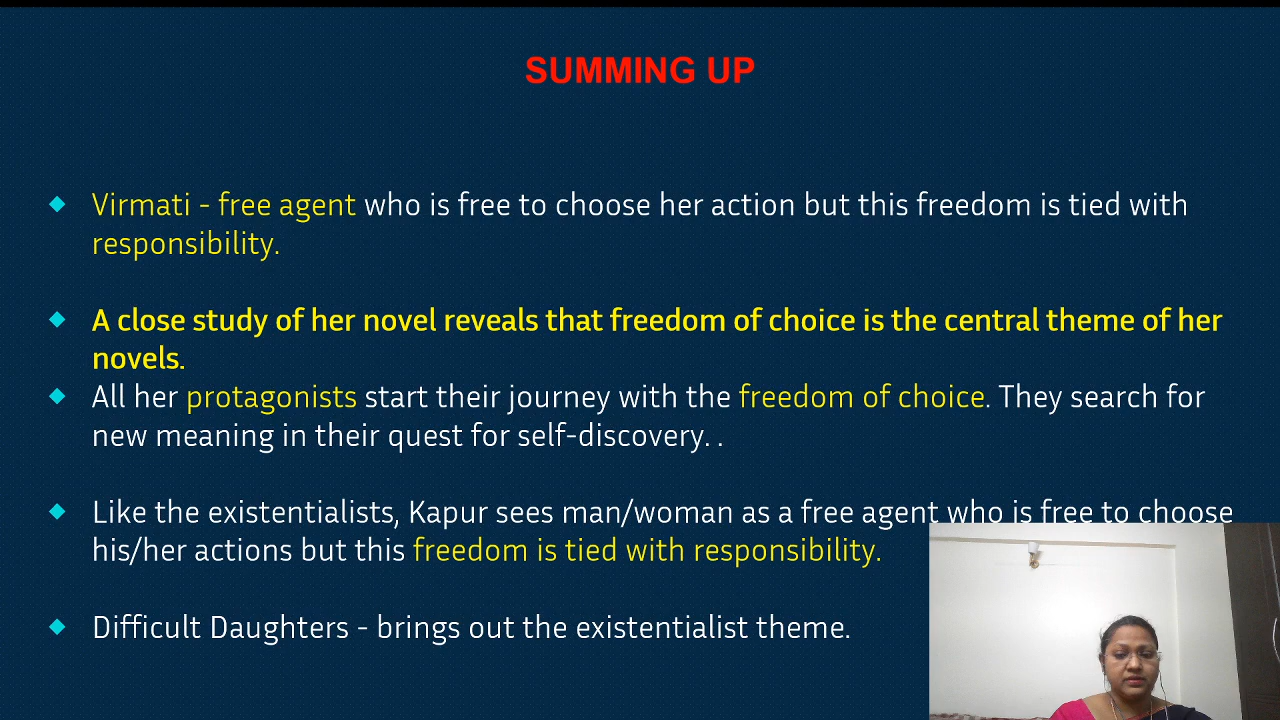 SUMMING UP
Virmati - free agent who is free to choose her action but this freedom is tied with
responsibility.
A close study of her novel reveals that freedom of choice is the central theme of her
novels.
All her protagonists start their journey with the freedom of choice. They search for
new meaning in their quest for self-discovery. .
Like the existentialists, Kapur sees man/woman as a free agent who is free to choose
his/her actions but this freedom is tied with responsibility.
Difficult Daughters - brings out the existentialist theme.